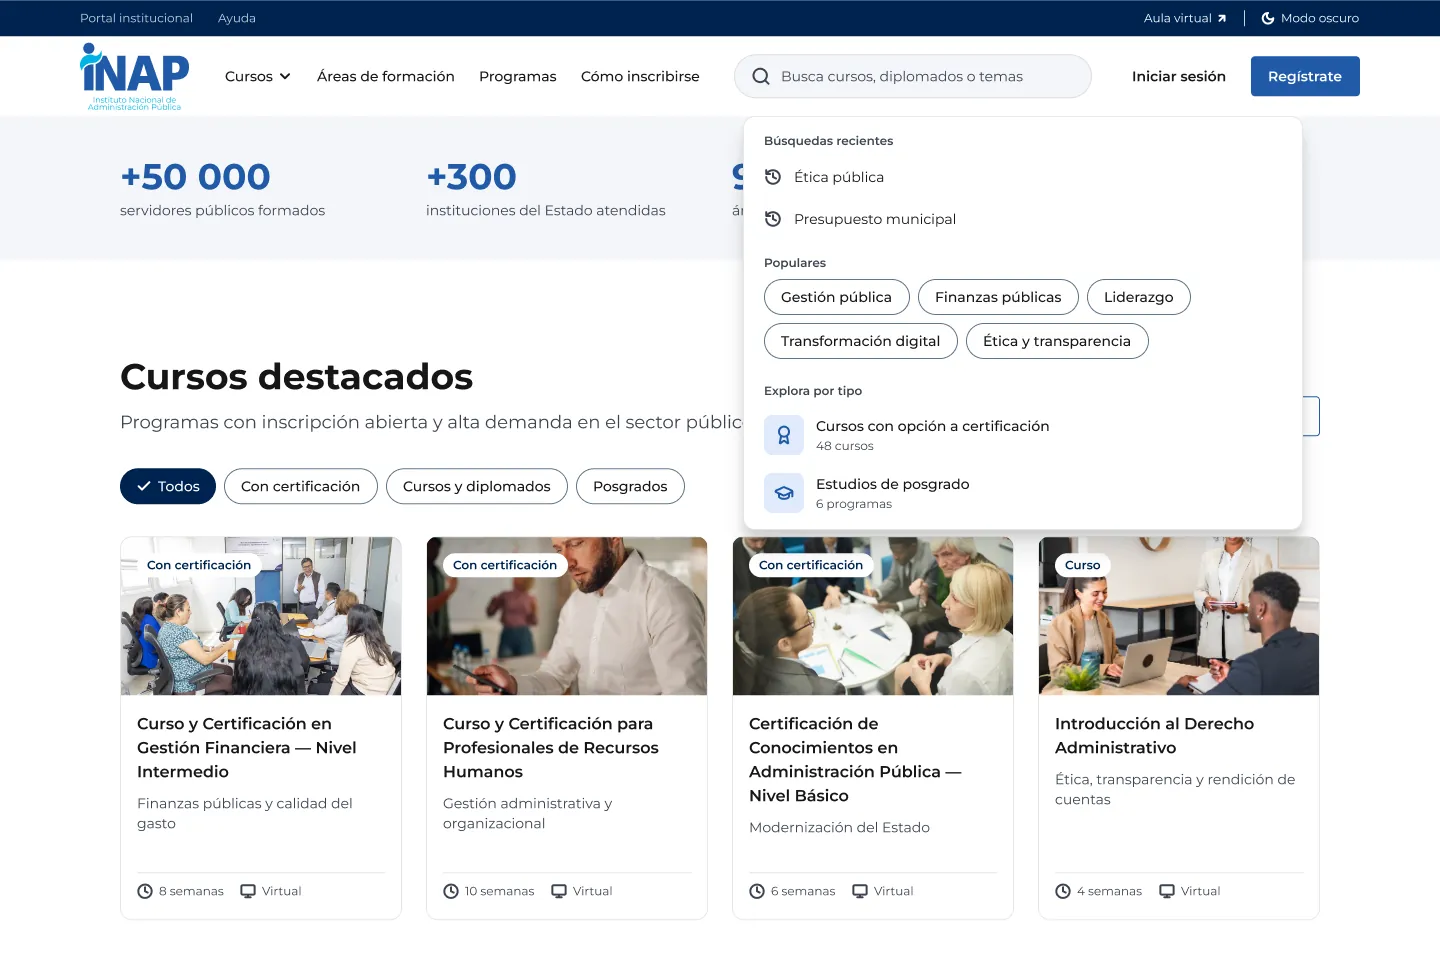 Portal institucional
Ayuda
Aula virtual
Modo oscuro
iNAP
Instituto Nacional de
Administración Pública
Cursos
Áreas de formación
Programas
Cómo inscribirse
Busca cursos, diplomados o temas
Iniciar sesión
Regístrate
+50 000
servidores públicos formados
+300
instituciones del Estado atendidas
Búsquedas recientes
Ética pública
Presupuesto municipal
Populares
Gestión pública
Finanzas públicas
Liderazgo
Transformación digital
Ética y transparencia
Explora por tipo
Cursos con opción a certificación
48 cursos
Estudios de posgrado
6 programas
Cursos destacados
Programas con inscripción abierta y alta demanda en el sector
Todos
Con certificación
Cursos y diplomados
Posgrados
Con certificación
Curso y Certificación en
Gestión Financiera — Nivel
Intermedio
Finanzas públicas y calidad del
gasto
8 semanas
Virtual
Con certificación
Curso y Certificación para
Profesionales de Recursos
Humanos
Gestión administrativa y
organizacional
10 semanas
Virtual
Con certificación
Certificación de
Conocimientos en
Administración Pública —
Nivel Básico
Modernización del Estado
6 semanas
Virtual
Curso
Introducción al Derecho
Administrativo
Ética, transparencia y rendición de
cuentas
4 semanas
Virtual